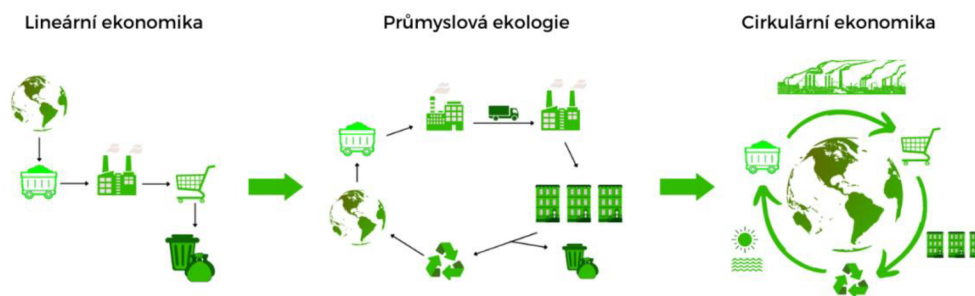 Lineární ekonomika
Průmyslová ekologie
Cirkulární ekonomika